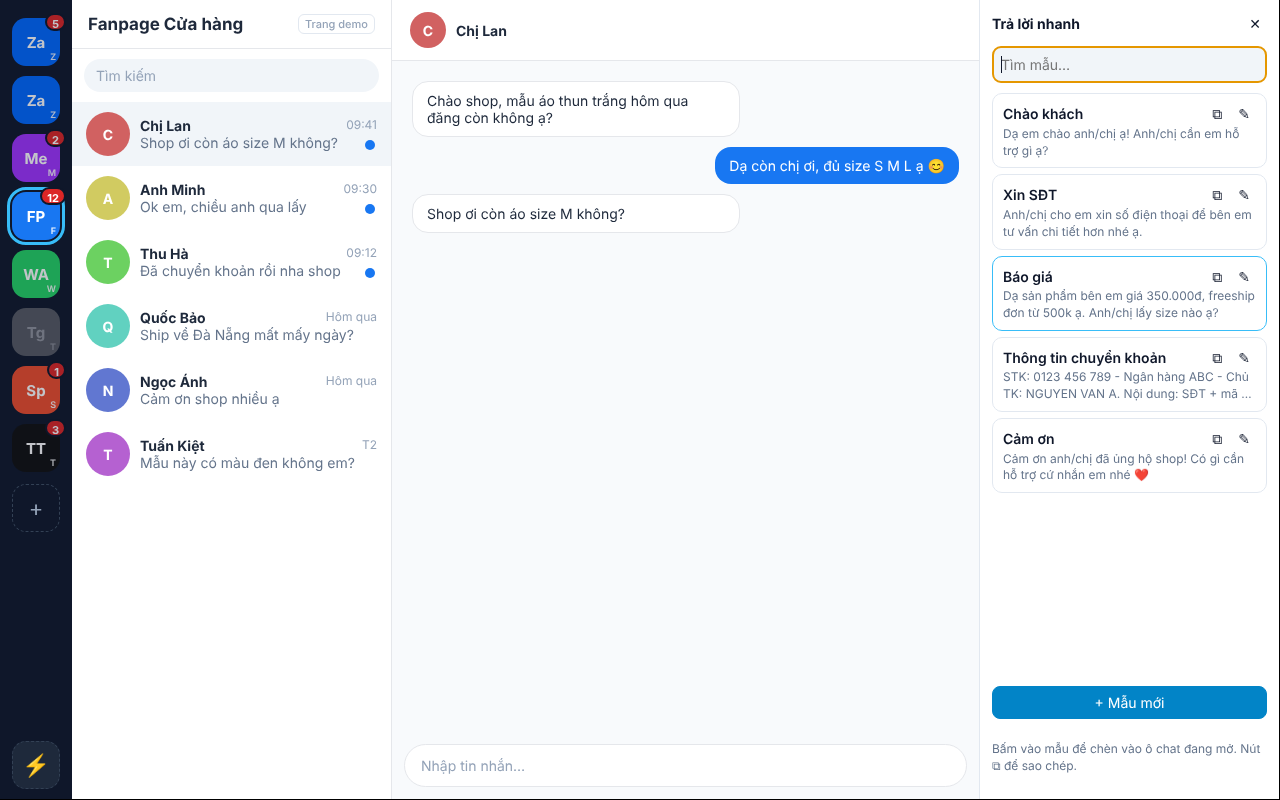 5
Za
Z
Za
Z
2
Me
M
12
FP
F
WA
W
Tg
T
1
Sp
S
3
TT
T
+
Fanpage Cửa hàng
Trang demo
Tìm kiếm
C
Chị Lan
09:41
Shop ơi còn áo size M không?
A
Anh Minh
09:30
Ok em, chiều anh qua lấy
T
Thu Hà
09:12
Đã chuyển khoản rồi nha shop
Q
Quốc Bảo
Hôm qua
Ship về Đà Nẵng mất mấy ngày?
N
Ngọc Ánh
Hôm qua
Cảm ơn shop nhiều ạ
T
Tuấn Kiệt
T2
Mẫu này có màu đen không em?
C
Chị Lan
Chào shop, mẫu áo thun trắng hôm qua
đăng còn không ạ?
Dạ còn chị ơi, đủ size S M L ạ 😊
Shop ơi còn áo size M không?
Nhập tin nhắn...
Trả lời nhanh
✕
Tìm mẫu...
Chào khách
Dạ em chào anh/chị ạ! Anh/chị cần em hỗ
trợ gì ạ?
Xin SĐT
Anh/chị cho em xin số điện thoại để bên em
tư vấn chi tiết hơn nhé ạ.
Báo giá
Dạ sản phẩm bên em giá 350.000đ, freeship
đơn từ 500k ạ. Anh/chị lấy size nào ạ?
Thông tin chuyển khoản
STK: 0123 456 789 - Ngân hàng ABC - Chủ
TK: NGUYEN VAN A. Nội dung: SĐT + mã ...
Cảm ơn
Cảm ơn anh/chị đã ủng hộ shop! Có gì cần
hỗ trợ cứ nhắn em nhé ❤️
+ Mẫu mới
Bấm vào mẫu để chèn vào ô chat đang mở. Nút
⧉ để sao chép.